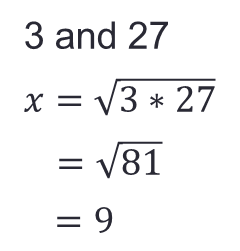 3 and 27
x = √3 * 27
= √81
= 9